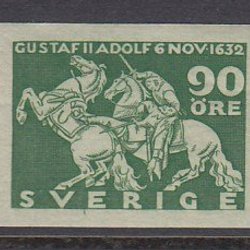 GUSTAF II ADOLF 6 NOV · 1632
90
ÖRE
SVERIGE